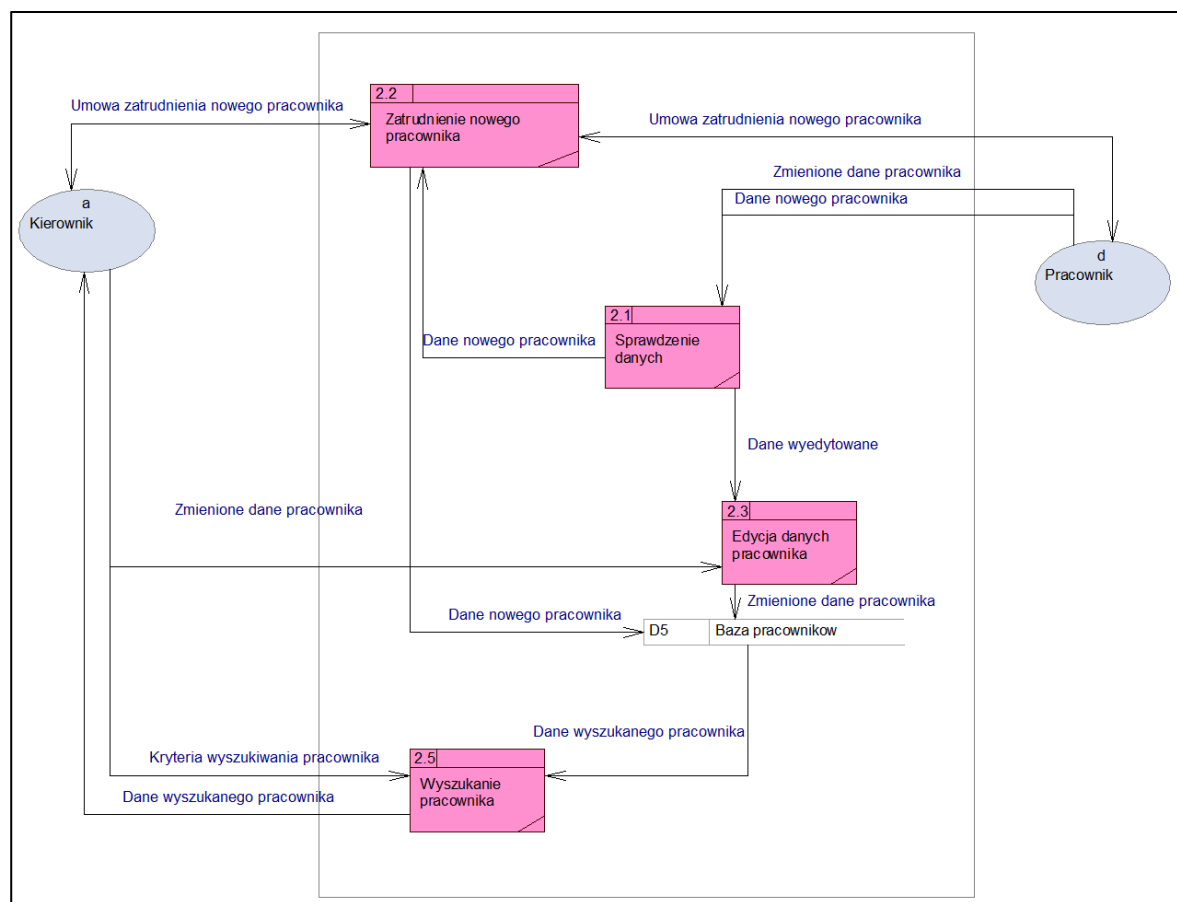 2.2
Zatrudnienie nowego
pracownika
Umowa zatrudnienia nowego pracownika
Umowa zatrudnienia nowego pracownika
Zmienione dane pracownika
Dane nowego pracownika
a
Kierownik
d
Pracownik
2.1
Sprawdzenie
danych
Dane nowego pracownika
Dane wyedytowane
Zmienione dane pracownika
2.3
Edycja danych
pracownika
Zmienione dane pracownika
Dane nowego pracownika
D5
Baza pracownikow
Dane wyszukanego pracownika
Kryteria wyszukiwania pracownika
2.5
Wyszukanie
pracownika
Dane wyszukanego pracownika